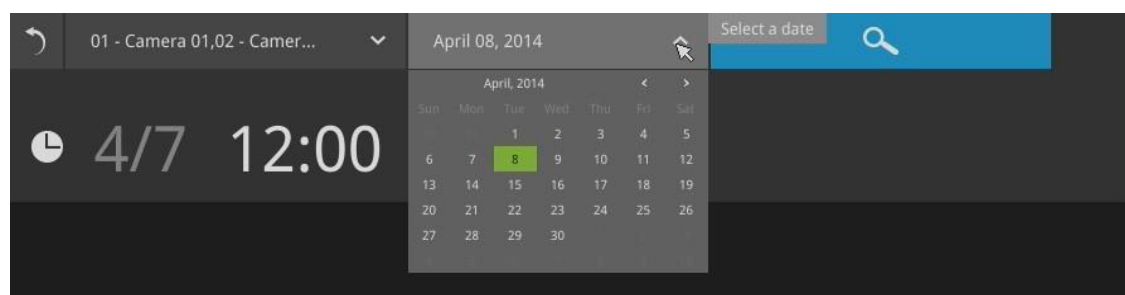 01 - Camera 01,02 - Camer...
April 08, 2014
Select a date
April, 2014
Sun Mon Tue Wed Thu Fri Sat
1 2 3 4 5
4/7 12:00
6 7 8 9 10 11 12
13 14 15 16 17 18 19
20 21 22 23 24 25 26
27 28 29 30